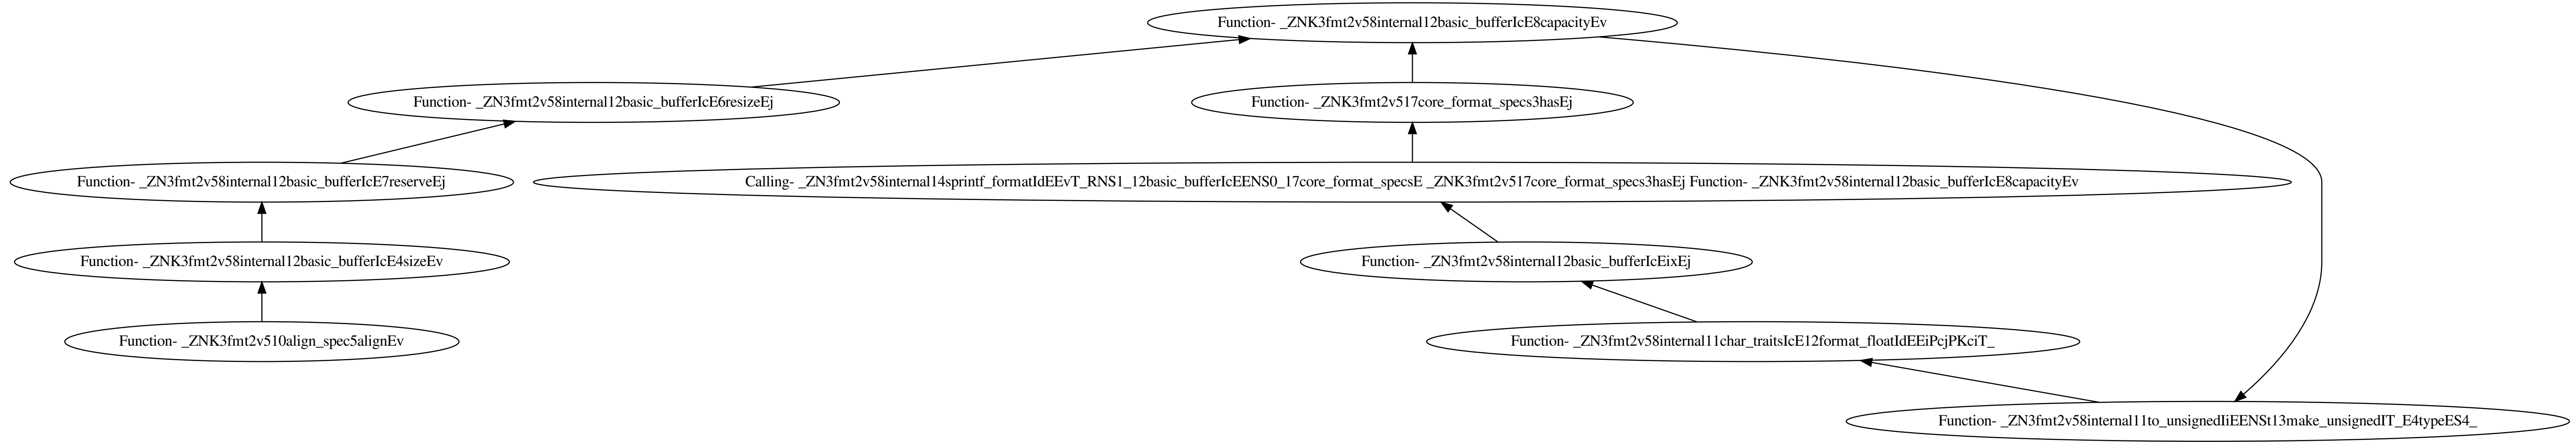 Function- _ZNK3fmt2v58internal12basic_bufferIcE8capacityEv
Function- _ZN3fmt2v58internal12basic_bufferIcE6resizeEj
Function- _ZNK3fmt2v517core_format_specs3hasEj
Function- _ZN3fmt2v58internal12basic_bufferIcE7reserveEj
Calling- _ZN3fmt2v58internal14sprintf_formatIdEEvT_RNS1_12basic_bufferIcEENS0_17core_format_specsE _ZNK3fmt2v517core_format_specs3hasEj Function- _ZNK3fmt2v58internal12basic_bufferIcE8capacityEv
Function- _ZNK3fmt2v58internal12basic_bufferIcE4sizeEv
Function- _ZN3fmt2v58internal12basic_bufferIcEixEj
Function- _ZNK3fmt2v510align_spec5alignEv
Function- _ZN3fmt2v58internal11char_traitsIcE12format_floatIdEEiPcjPKciT_
Function- _ZN3fmt2v58internal11to_unsignedIiEENSt13make_unsignedIT_E4typeES4_